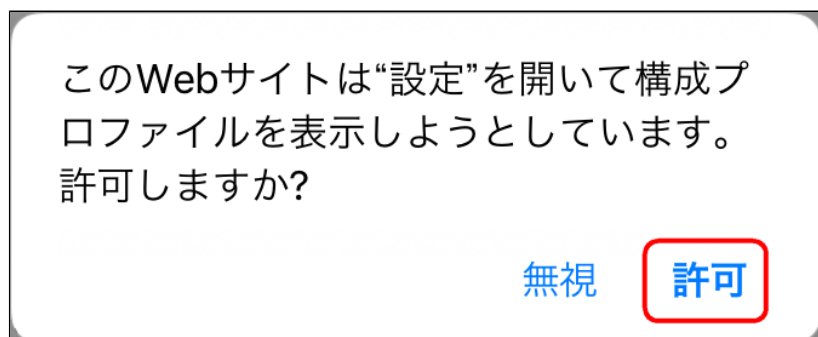 このWebサイトは“設定”を開いて構成プ
ロファイルを表示しようとしています。
許可しますか?
無視 許可